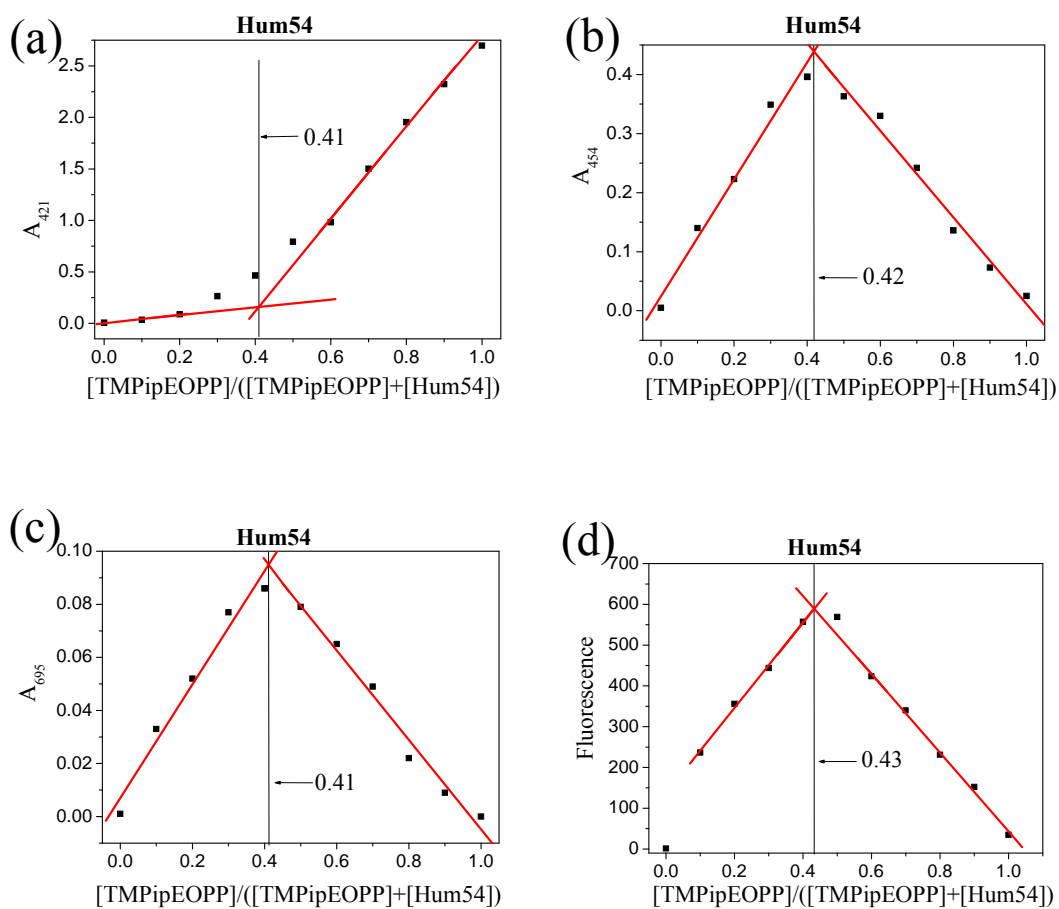 (a)
Hum54
2.5
2.0
1.5
1.0
0.5
0.0
A421
0.41
0.0 0.2 0.4 0.6 0.8 1.0
[TMPipEOPP]/([TMPipEOPP]+[Hum54])
(b)
Hum54
0.4
0.3
0.2
0.1
0.0
A454
0.42
0.0 0.2 0.4 0.6 0.8 1.0
[TMPipEOPP]/([TMPipEOPP]+[Hum54])
(c)
Hum54
0.10
0.08
0.06
0.04
0.02
0.00
A695
0.41
0.0 0.2 0.4 0.6 0.8 1.0
[TMPipEOPP]/([TMPipEOPP]+[Hum54])
(d)
Hum54
700
600
500
400
300
200
100
0
Fluorescence
0.43
0.0 0.2 0.4 0.6 0.8 1.0
[TMPipEOPP]/([TMPipEOPP]+[Hum54])